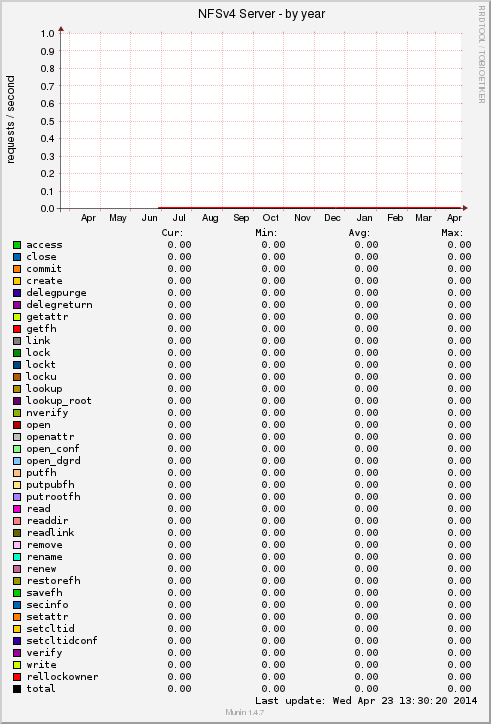 NFSv4 Server - by year
RRDTOOL / TOBI OETIKER
requests / second
1.0
0.9
0.8
0.7
0.6
0.5
0.4
0.3
0.2
0.1
0.0
Apr May Jun Jul Aug Sep Oct Nov Dec Jan Feb Mar Apr
Cur: Min: Avg: Max:
access 0.00 0.00 0.00 0.00
close 0.00 0.00 0.00 0.00
commit 0.00 0.00 0.00 0.00
create 0.00 0.00 0.00 0.00
delegpurge 0.00 0.00 0.00 0.00
delegreturn 0.00 0.00 0.00 0.00
getattr 0.00 0.00 0.00 0.00
getfh 0.00 0.00 0.00 0.00
link 0.00 0.00 0.00 0.00
lock 0.00 0.00 0.00 0.00
lockt 0.00 0.00 0.00 0.00
locku 0.00 0.00 0.00 0.00
lookup 0.00 0.00 0.00 0.00
lookup_root 0.00 0.00 0.00 0.00
nverify 0.00 0.00 0.00 0.00
open 0.00 0.00 0.00 0.00
openattr 0.00 0.00 0.00 0.00
open_conf 0.00 0.00 0.00 0.00
open_dgrd 0.00 0.00 0.00 0.00
putfh 0.00 0.00 0.00 0.00
putpubfh 0.00 0.00 0.00 0.00
putrootfh 0.00 0.00 0.00 0.00
read 0.00 0.00 0.00 0.00
readdir 0.00 0.00 0.00 0.00
readlink 0.00 0.00 0.00 0.00
remove 0.00 0.00 0.00 0.00
rename 0.00 0.00 0.00 0.00
renew 0.00 0.00 0.00 0.00
restorefh 0.00 0.00 0.00 0.00
savefh 0.00 0.00 0.00 0.00
secinfo 0.00 0.00 0.00 0.00
setattr 0.00 0.00 0.00 0.00
setcltid 0.00 0.00 0.00 0.00
setcltidconf 0.00 0.00 0.00 0.00
verify 0.00 0.00 0.00 0.00
write 0.00 0.00 0.00 0.00
rellockowner 0.00 0.00 0.00 0.00
total 0.00 0.00 0.00 0.00
Last update: Wed Apr 23 13:30:20 2014
Munin 1.4.7